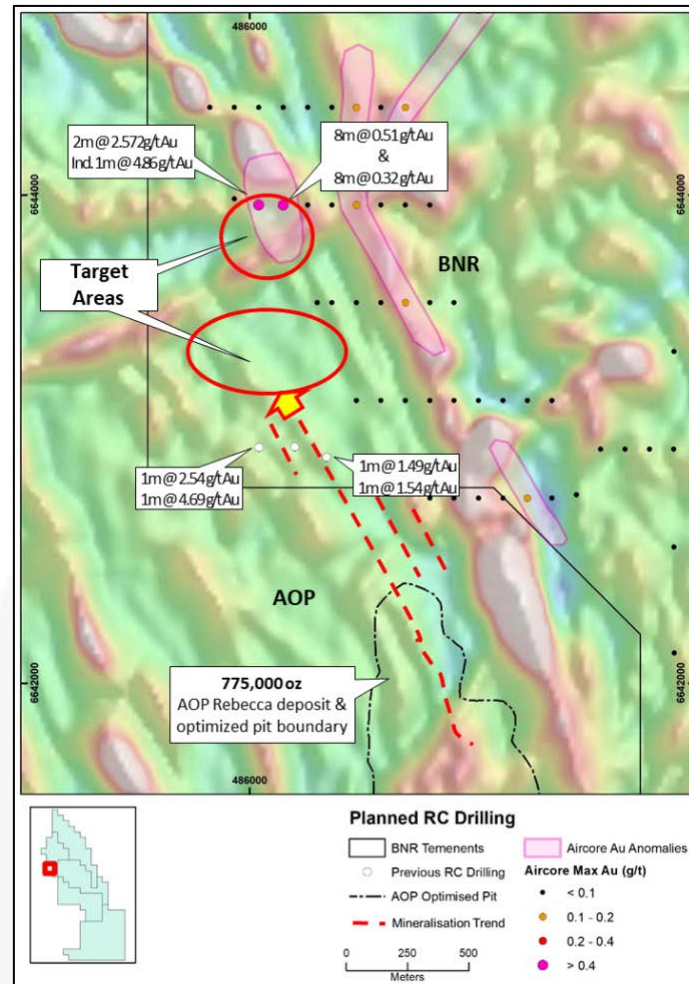 486000
2m @ 2.572g/tAu
Ind. 1m @ 4.86g/tAu
8m @ 0.51g/tAu
&
8m @ 0.32g/tAu
6644000
6644000
Target
Areas
BNR
1m @ 2.54g/tAu
1m @ 4.69g/tAu
1m @ 1.49g/tAu
1m @ 1.54g/tAu
AOP
775,000 oz
AOP Rebecca deposit &
optimized pit boundary
6642000
6642000
486000
Planned RC Drilling
BNR Tenements
Previous RC Drilling
AOP Optimised Pit
Mineralisation Trend
0 250 500
Meters
Aircore Au Anomalies
Aircore Max Au (g/t)
< 0.1
0.1 - 0.2
0.2 - 0.4
> 0.4